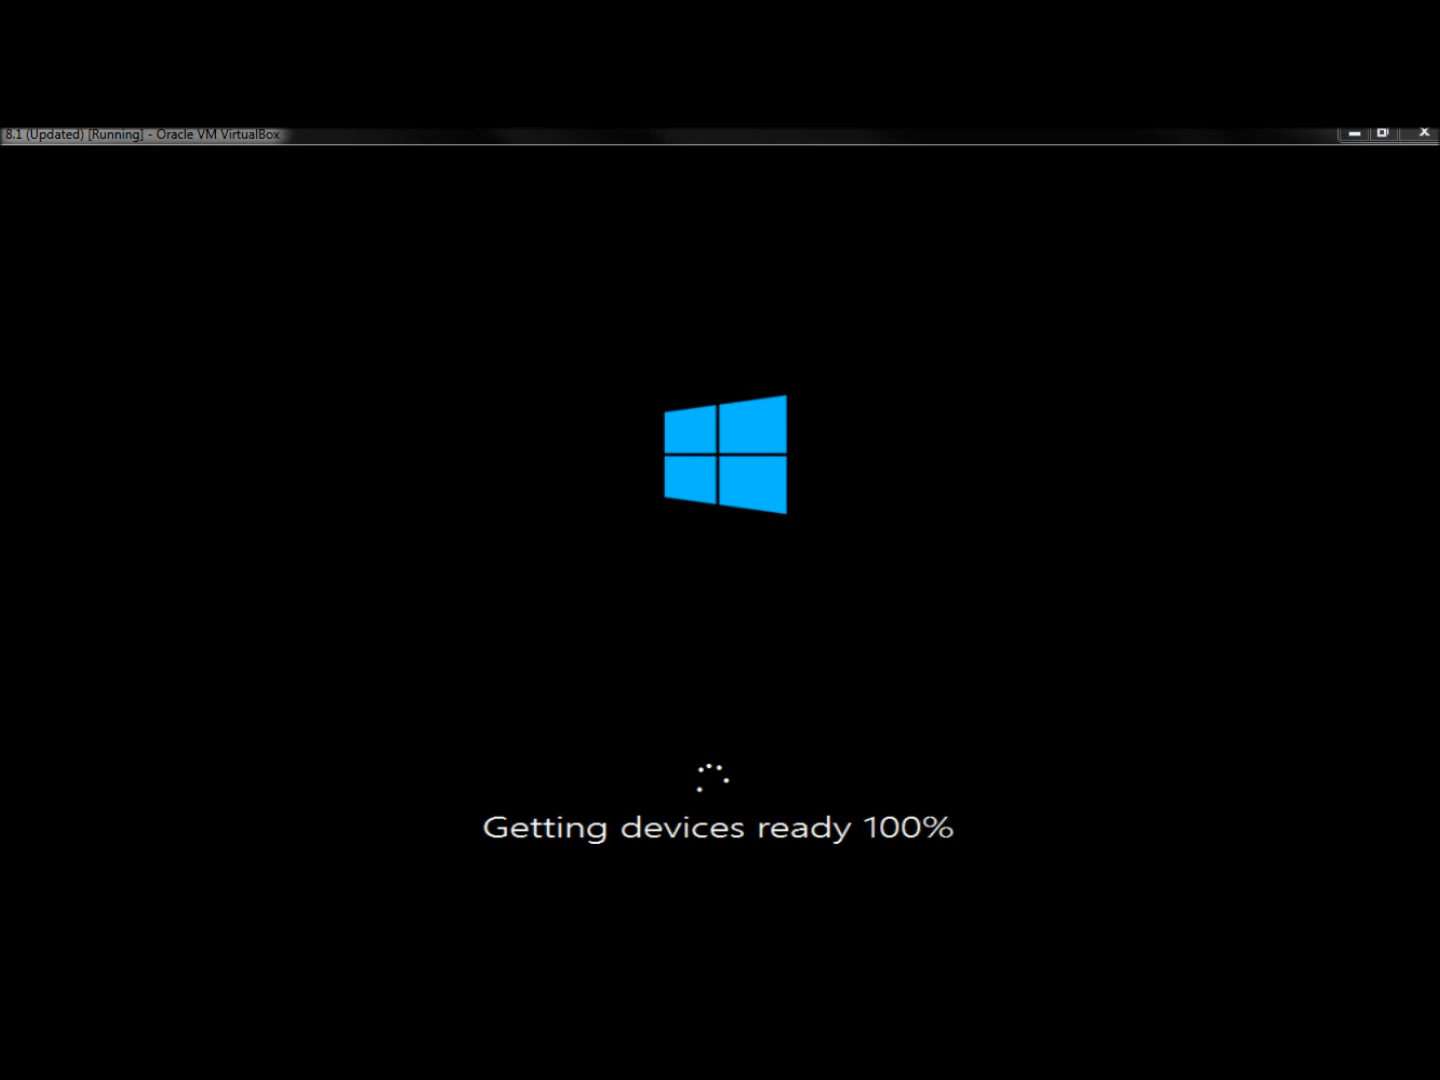 8.1 (Updated) [Running] - Oracle VM VirtualBox
Getting devices ready 100%